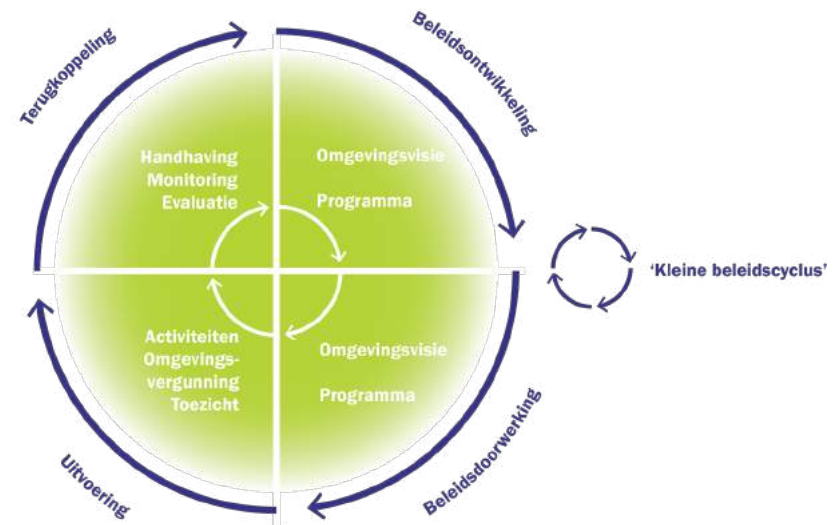 Terugkoppeling
Beleidsontwikkeling
Handhaving
Monitoring
Evaluatie
Omgevingsvisie
Programma
'Kleine beleidscyclus'
Activiteiten
Omgevings-
vergunning
Toezicht
Omgevingsvisie
Programma
Uitvoering
Beleidsdoorwerking